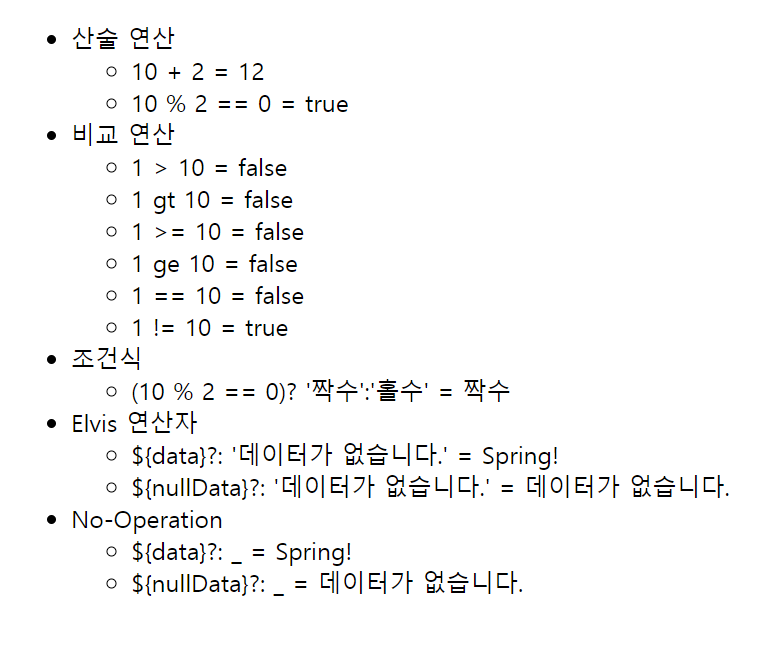 산술 연산
10 + 2 = 12
10 % 2 == 0 = true
비교 연산
1 > 10 = false
1 gt 10 = false
1 >= 10 = false
1 ge 10 = false
1 == 10 = false
1 != 10 = true
조건식
(10 % 2 == 0)? '짝수':'홀수' = 짝수
Elvis 연산자
${data}?: '데이터가 없습니다.' = Spring!
${nullData}?: '데이터가 없습니다.' = 데이터가 없습니다.
No-Operation
${data}?: _ = Spring!
${nullData}?: _ = 데이터가 없습니다.